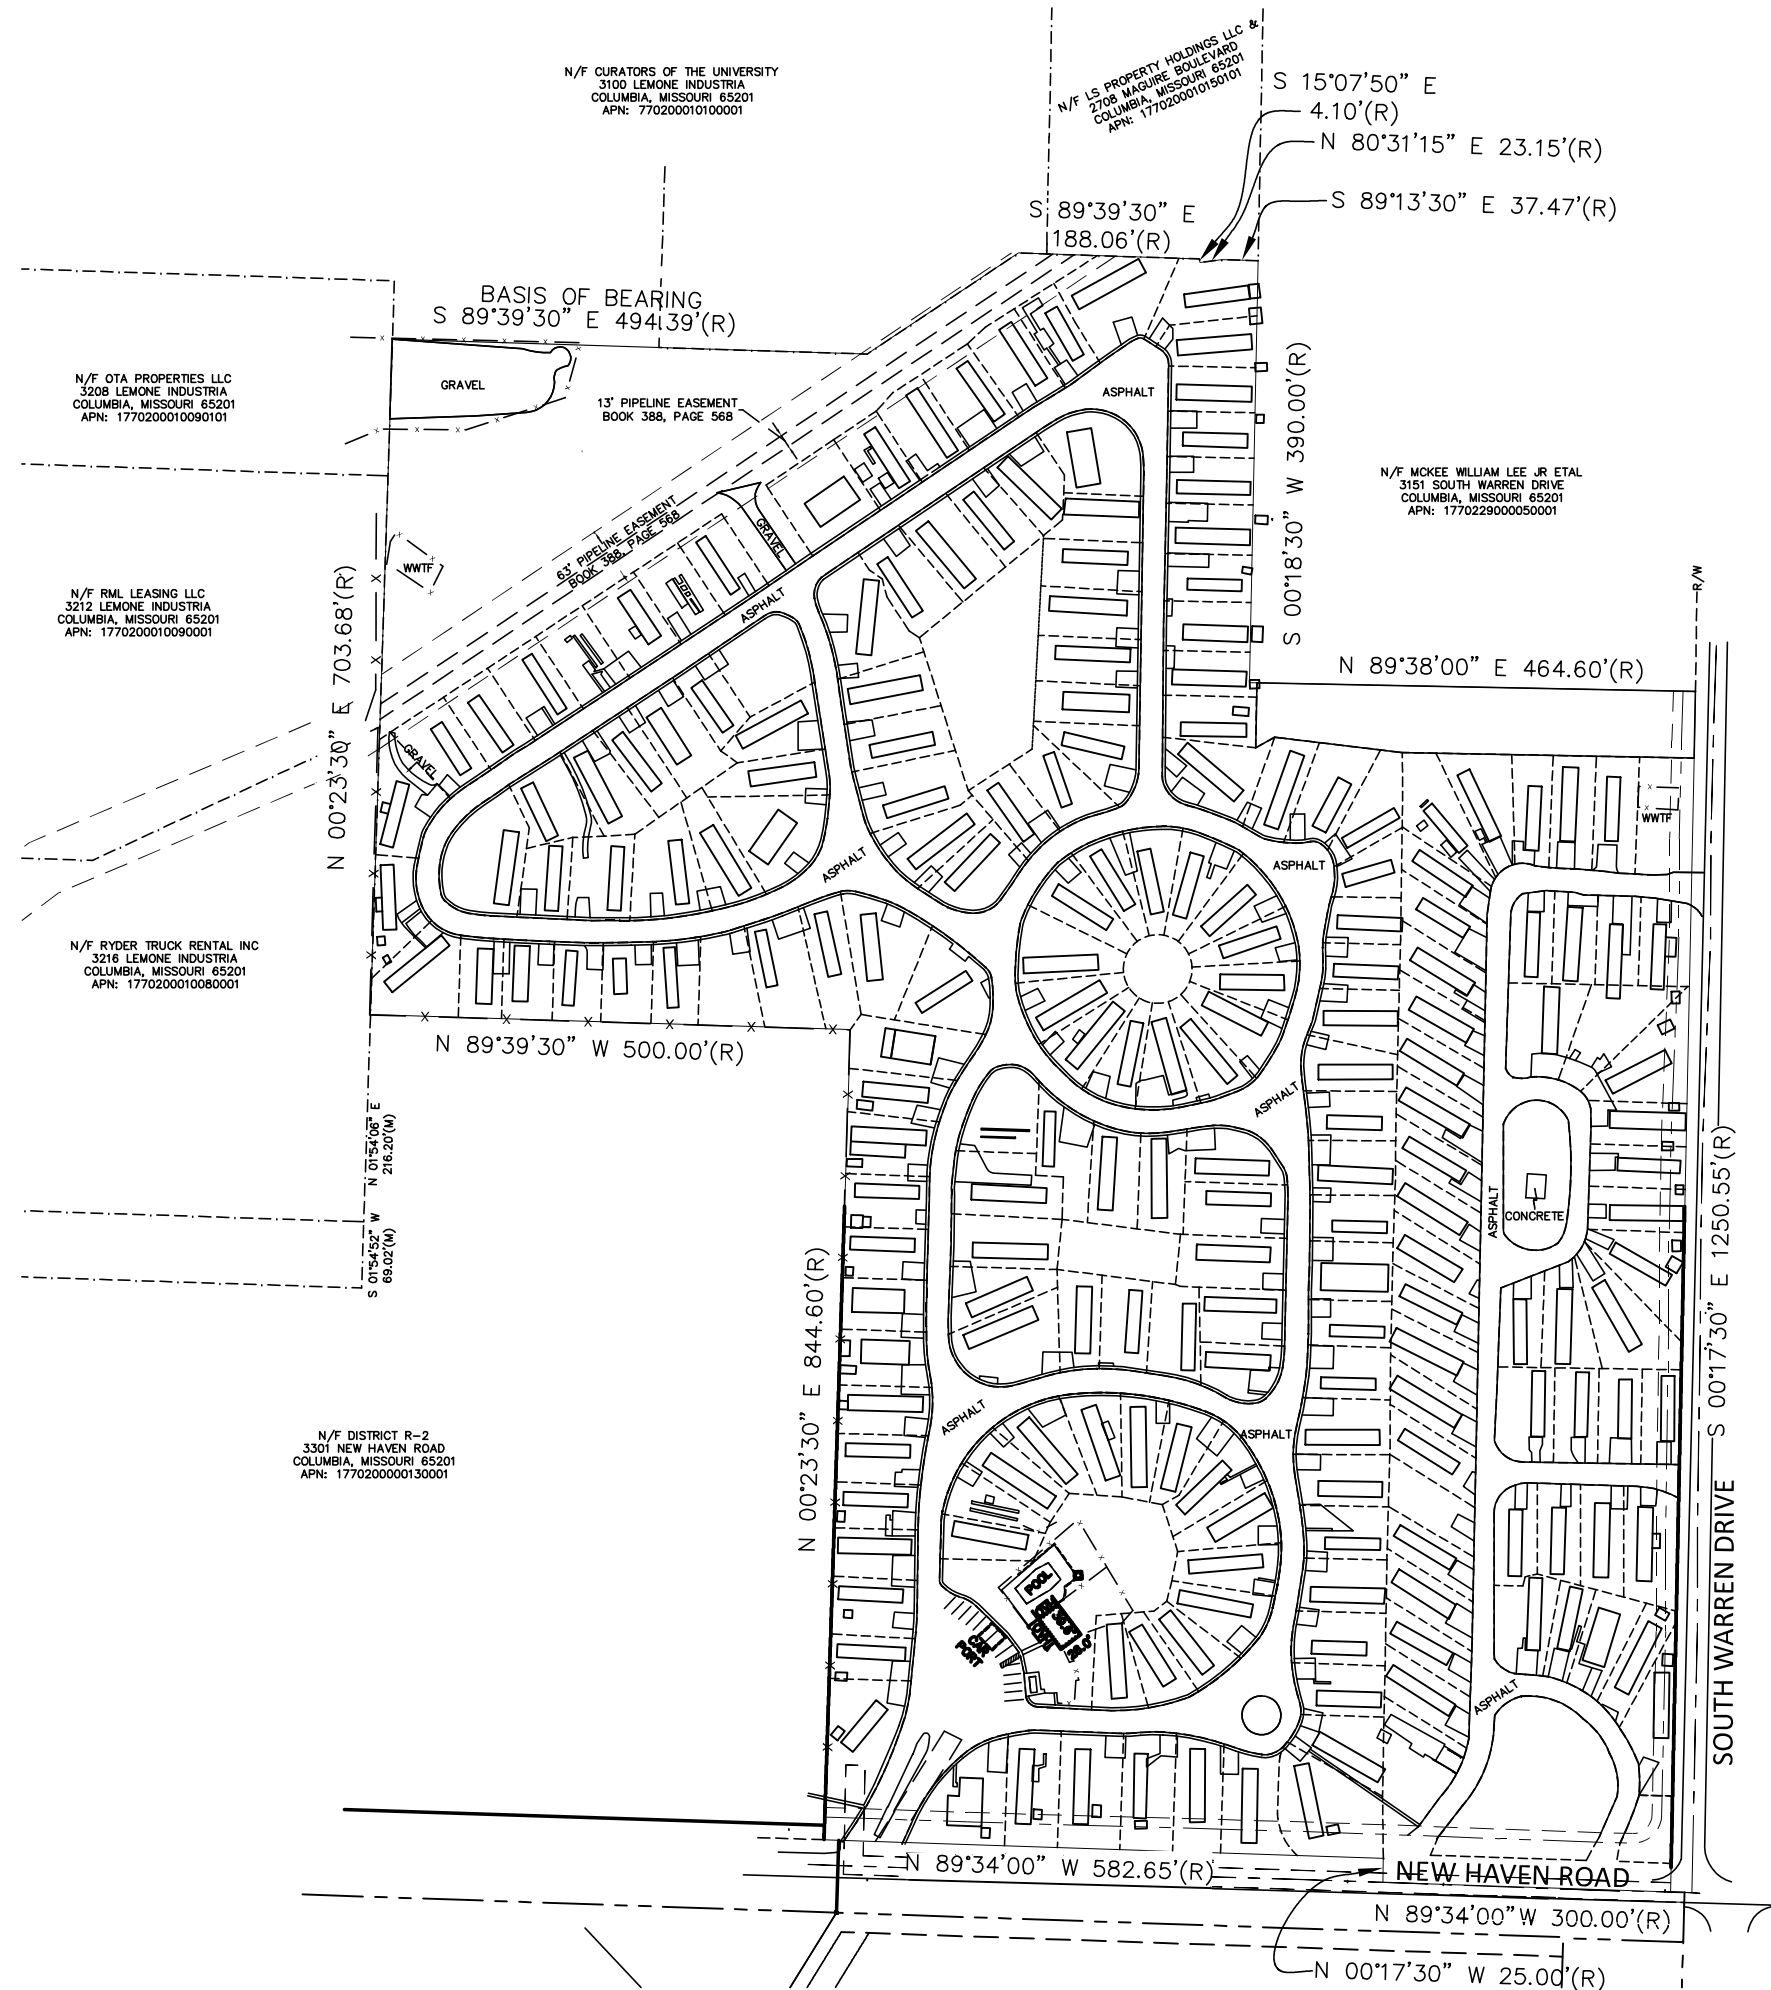 N/F CURATORS OF THE UNIVERSITY
3100 LEMONE INDUSTRIA
COLUMBIA, MISSOURI 65201
APN: 770200010100001
N/F LS PROPERTY HOLDINGS LLC &
2708 MAGUIRE BOULEVARD
COLUMBIA, MISSOURI 65201
APN: 1770200010150101
S 15°07'50" E
4.10'(R)
N 80°31'15" E 23.15'(R)
S 89°13'30" E 37.47'(R)
S 89°39'30" E
188.06'(R)
BASIS OF BEARING
S 89°39'30" E 494.39'(R)
N/F OTA PROPERTIES LLC
3208 LEMONE INDUSTRIA
COLUMBIA, MISSOURI 65201
APN: 1770200010090101
GRAVEL
13' PIPELINE EASEMENT
BOOK 388, PAGE 568
ASPHALT
S 00°18'30" W 390.00'(R)
N/F MCKEE WILLIAM LEE JR ETAL
3151 SOUTH WARREN DRIVE
COLUMBIA, MISSOURI 65201
APN: 1770229000050001
63' PIPELINE EASEMENT
BOOK 388, PAGE 568
GRAVEL
WWTF
R/W
N/F RML LEASING LLC
3212 LEMONE INDUSTRIA
COLUMBIA, MISSOURI 65201
APN: 1770200010090001
ASPHALT
N 00°23'30" E 703.68'(R)
N 89°38'00" E 464.60'(R)
GRAVEL
WWTF
ASPHALT
ASPHALT
N/F RYDER TRUCK RENTAL INC
3216 LEMONE INDUSTRIA
COLUMBIA, MISSOURI 65201
APN: 1770200010080001
N 89°39'30" W 500.00'(R)
ASPHALT
N 01°54'06" E
216.20'(M)
S 01°54'52" W
69.02'(M)
ASPHALT
CONCRETE
S 00°17'30" E 1250.55'(R)
N 00°23'30" E 844.60'(R)
ASPHALT
ASPHALT
N/F DISTRICT R-2
3301 NEW HAVEN ROAD
COLUMBIA, MISSOURI 65201
APN: 1770200000130001
SOUTH WARREN DRIVE
POOL
CAR
PORT
28.0'
ASPHALT
N 89°34'00" W 582.65'(R)
NEW HAVEN ROAD
N 89°34'00" W 300.00'(R)
N 00°17'30" W 25.00'(R)